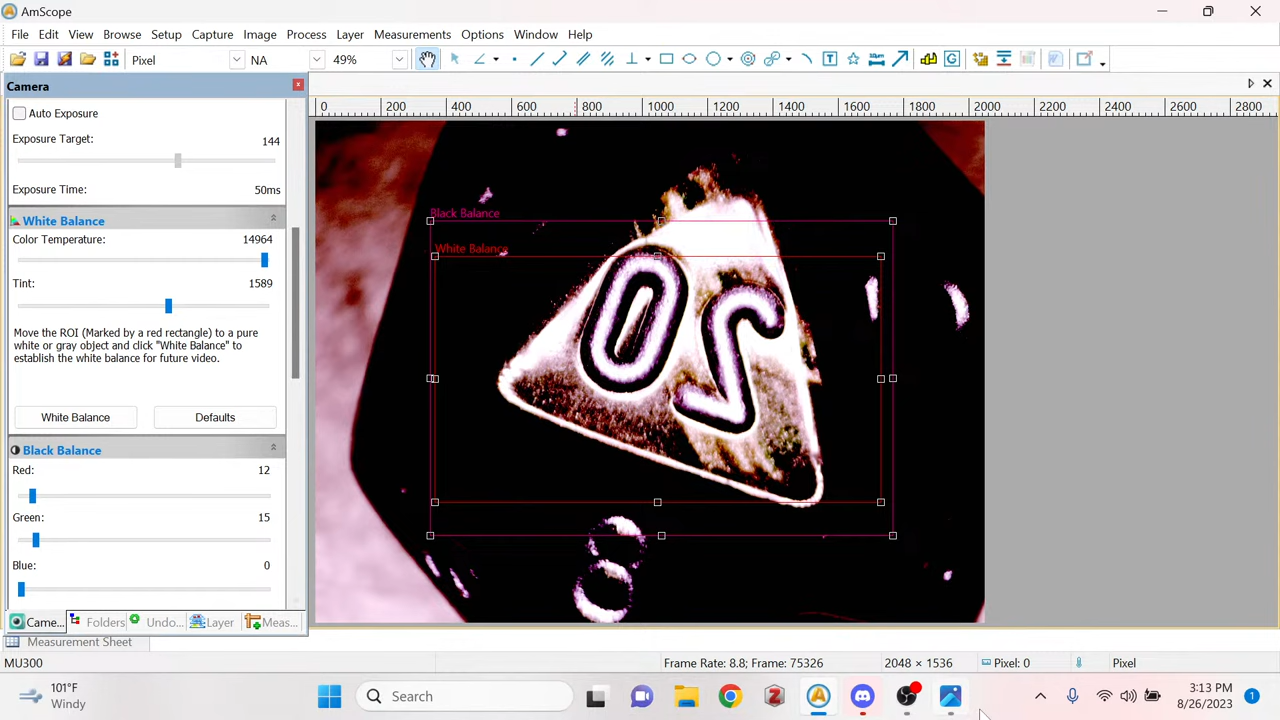 AmScope
File Edit View Browse Setup Capture Image Process Layer Measurements Options Window Help
Pixel NA 49%
Camera
0 200 400 600 800 1000 1200 1400 1600 1800 2000 2200 2400 2600 2800
Auto Exposure
Exposure Target: 144
Exposure Time: 50ms
White Balance
Color Temperature: 14964
Tint: 1589
Move the ROI (Marked by a red rectangle) to a pure
white or gray object and click "White Balance" to
establish the white balance for future video.
White Balance Defaults
Black Balance
Red: 12
Green: 15
Blue: 0
Black Balance
White Balance
Came... Folders Undo... Layer Meas...
Measurement Sheet
MU300 Frame Rate: 8.8; Frame: 75326 2048 × 1536 Pixel: 0 Pixel
101°F
Windy
Search
3:13 PM
8/26/2023
1